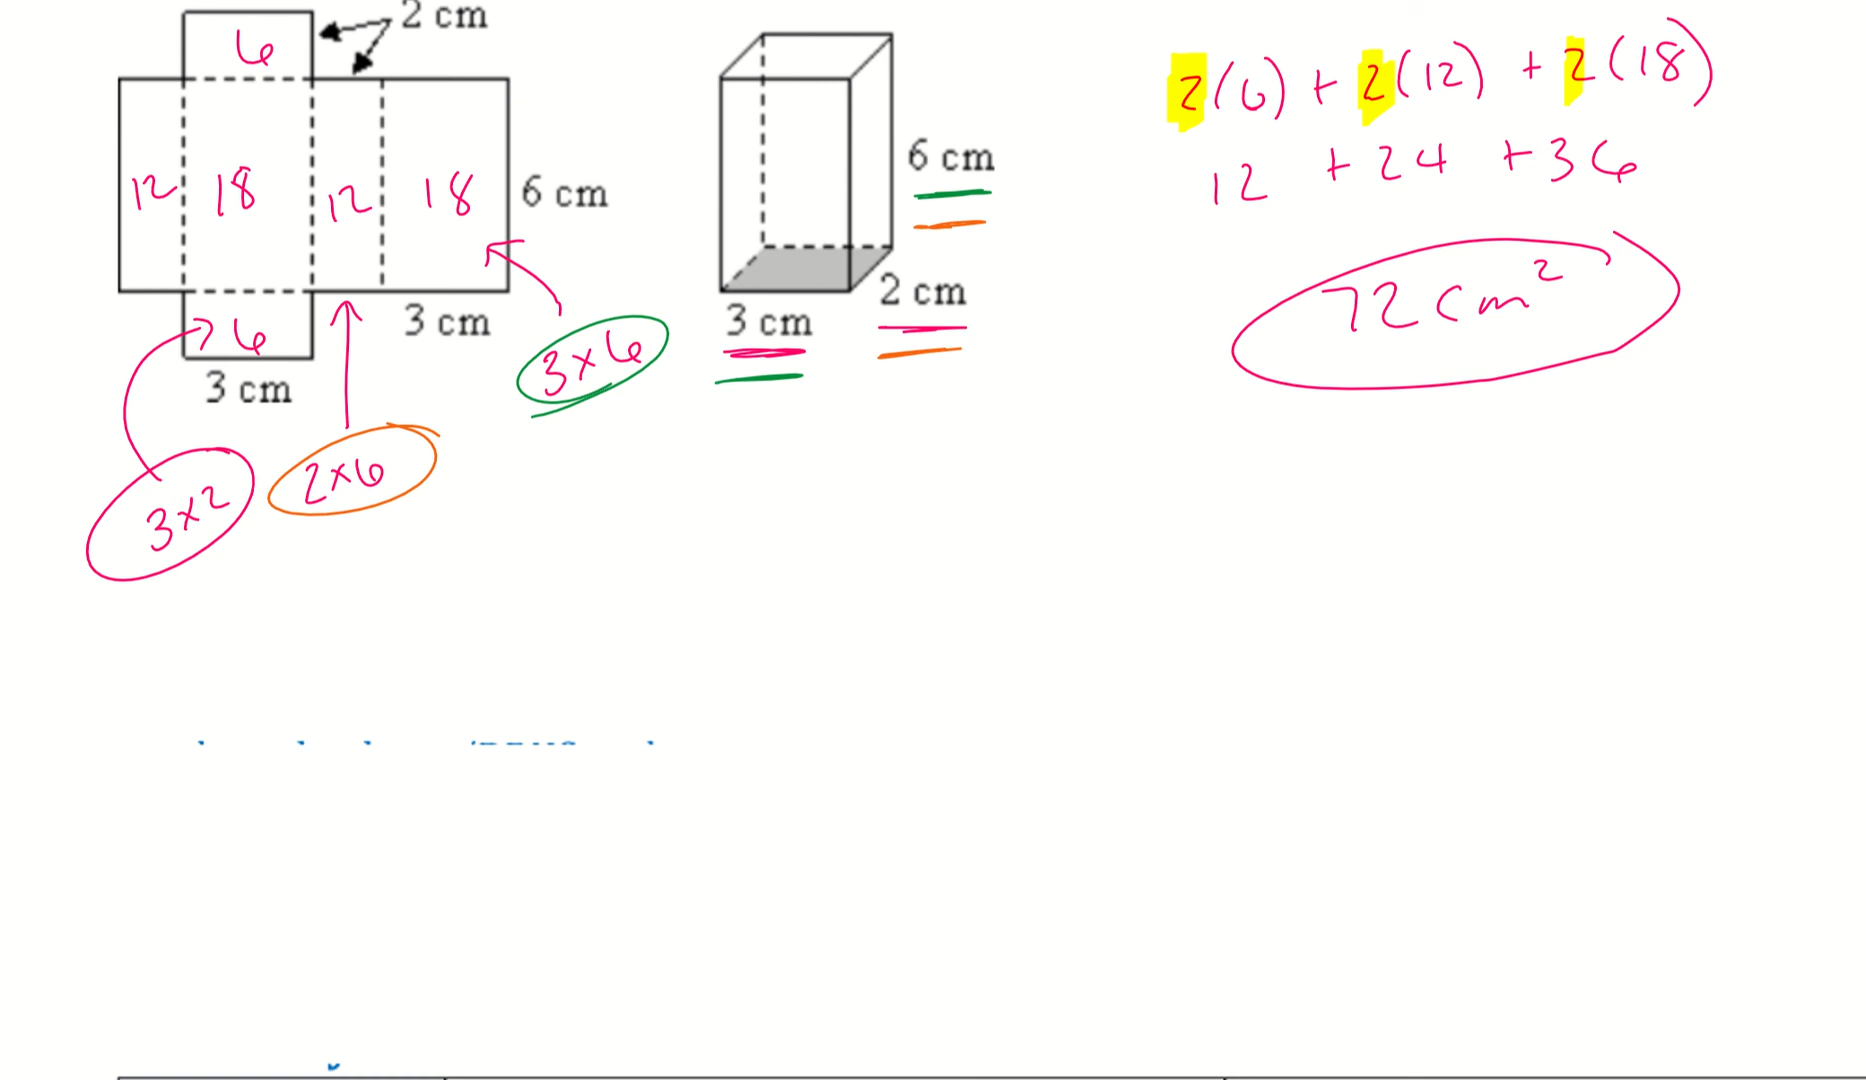 2 cm
6
12 18 12 18
6 cm
6
3 cm
3 cm
3×6
3×2
2×6
6 cm
2 cm
3 cm
2(6) + 2(12) + 2(18)
12 + 24 + 36
72 cm²